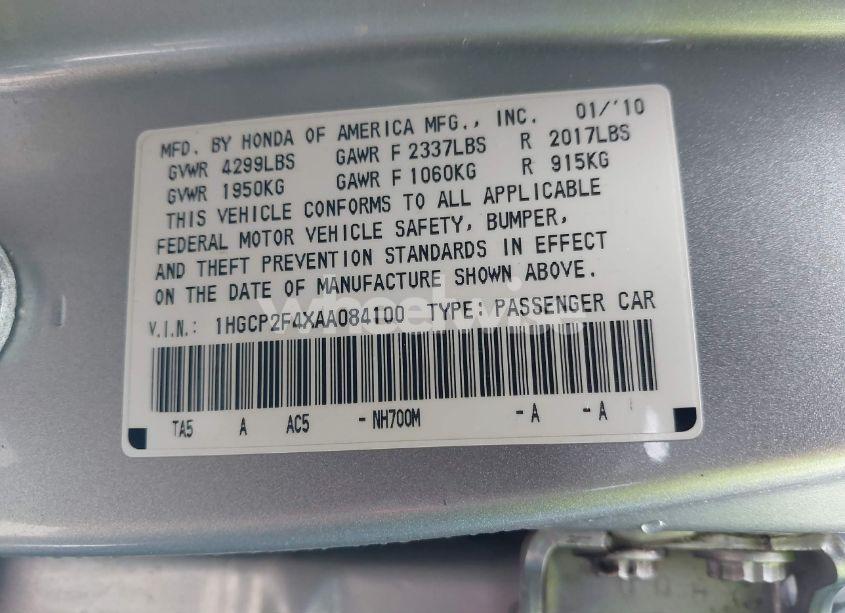 MFD. BY HONDA OF AMERICA MFG., INC. 01/'10
GVWR 4299LBS GAWR F 2337LBS R 2017LBS
GVWR 1950KG GAWR F 1060KG R 915KG
THIS VEHICLE CONFORMS TO ALL APPLICABLE
FEDERAL MOTOR VEHICLE SAFETY, BUMPER,
AND THEFT PREVENTION STANDARDS IN EFFECT
ON THE DATE OF MANUFACTURE SHOWN ABOVE.
wheelwise
V.I.N.: 1HGCP2F4XAA084100 TYPE: PASSENGER CAR
TA5 A AC5 - NH700M - A - A